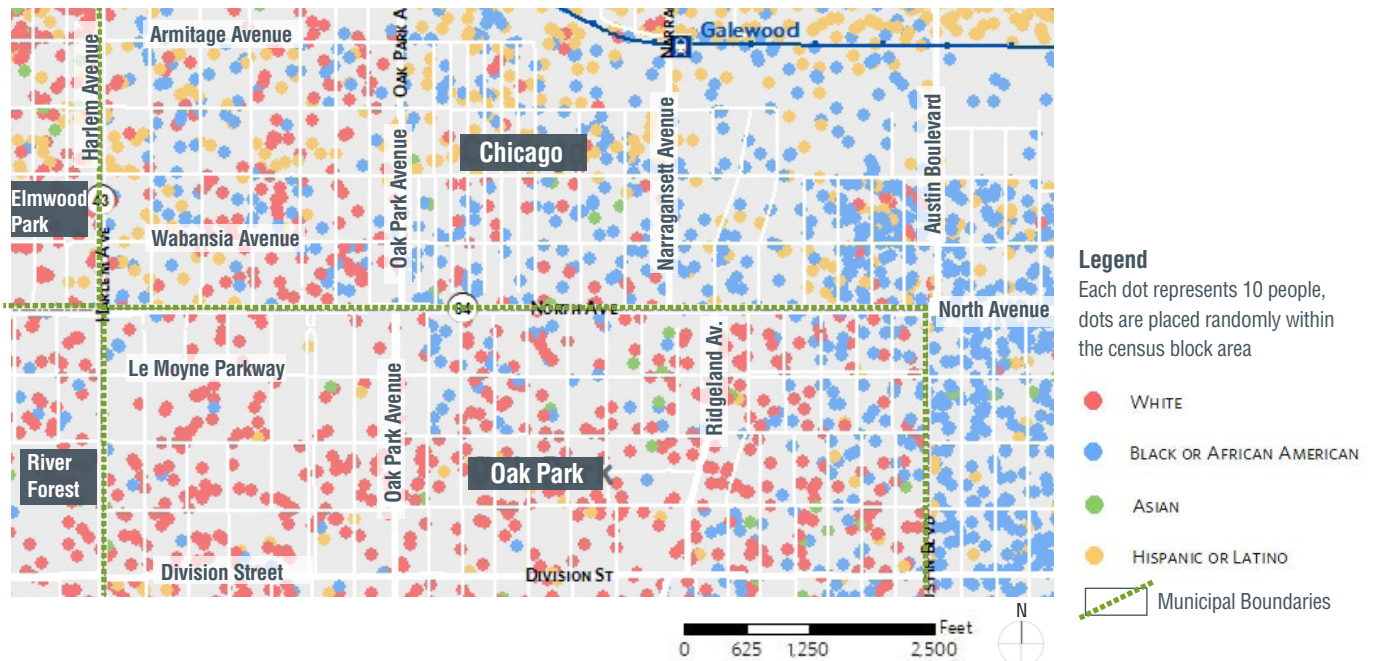 Armitage Avenue
Harlem Avenue
OAK PARK A
NARRA
Galewood
Oak Park Avenue
Chicago
Narragansett Avenue
Austin Boulevard
Elmwood
Park
43
Wabansia Avenue
HARLEM AVE
64
NORTH AVE
North Avenue
Le Moyne Parkway
Oak Park Avenue
Ridgeland Av.
River
Forest
Oak Park
K
Division Street
DIVISION ST
USTIN BLVD
Legend
Each dot represents 10 people,
dots are placed randomly within
the census block area
WHITE
BLACK OR AFRICAN AMERICAN
ASIAN
HISPANIC OR LATINO
Municipal Boundaries
Feet
0 625 1,250 2,500
N